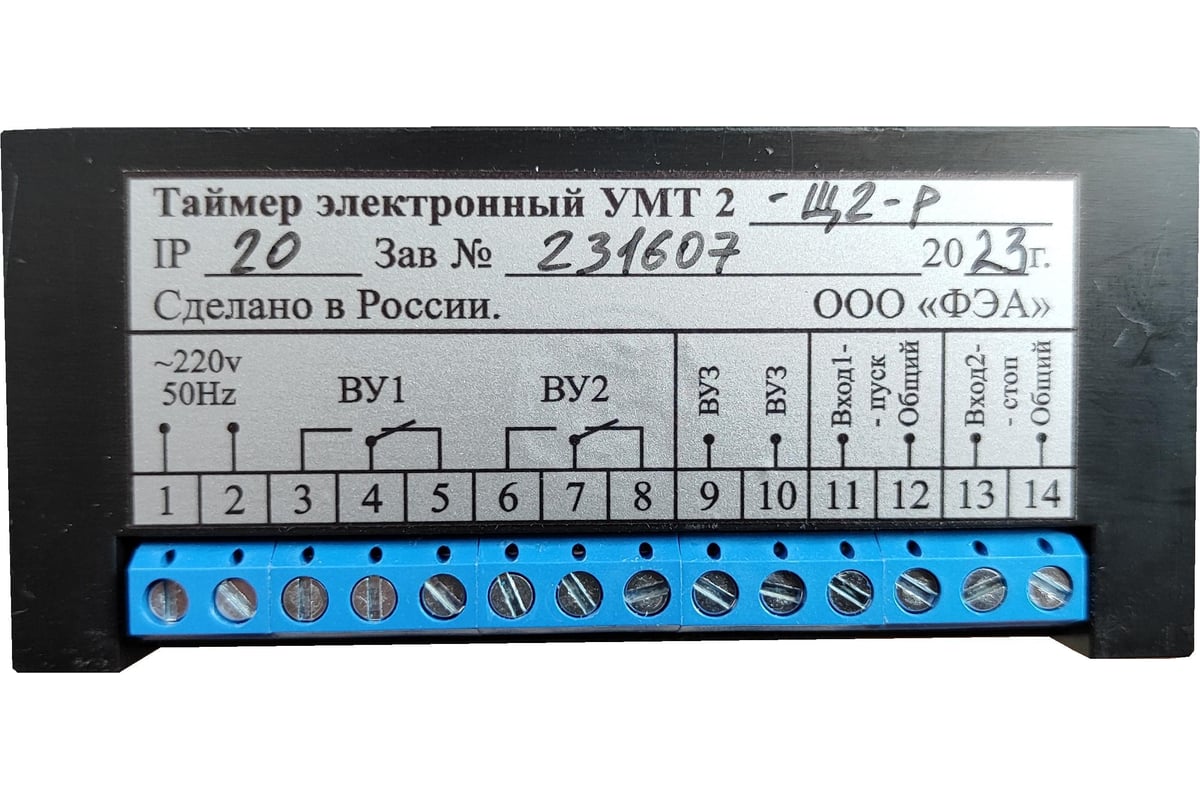 Таймер электронный УМТ 2 -Щ2-Р
IP 20 Зав № 231607 2023г.
Сделано в России. ООО «ФЭА»
~220v
50Hz
ВУ1
ВУ2
ВУ3
ВУ3
Вход1-
- пуск
Общий
Вход2-
- стоп
Общий
1 2 3 4 5 6 7 8 9 10 11 12 13 14